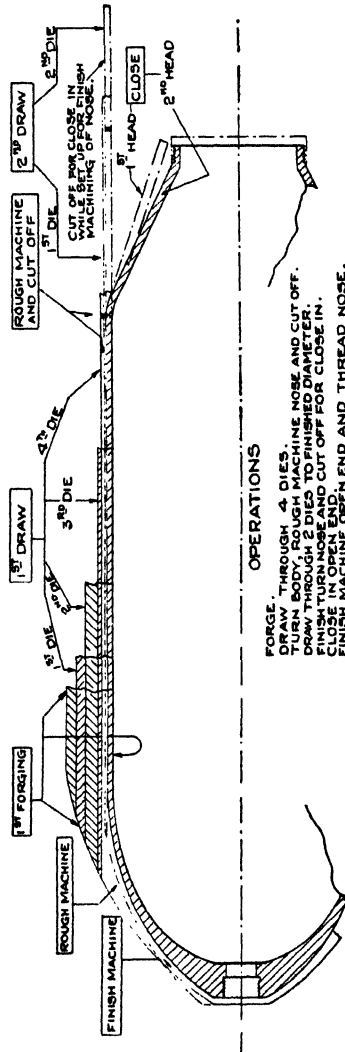 1ST FORGING
ROUGH MACHINE
FINISH MACHINE
1ST DRAW
1ST DIE
2ND DIE
3RD DIE
4TH DIE
ROUGH MACHINE
AND CUT OFF
2ND DRAW
1ST DIE
2ND DIE
CUT OFF FOR CLOSE IN
WHILE SET UP FOR FINISH
MACHINING OF NOSE.
CLOSE
1ST HEAD
2ND HEAD
OPERATIONS
FORGE.
DRAW THROUGH 4 DIES.
TURN BODY, ROUGH MACHINE NOSE AND CUT OFF.
DRAW THROUGH 2 DIES TO FINISHED DIAMETER.
FINISH TURN NOSE AND CUT OFF FOR CLOSE IN.
CLOSE IN OPEN END.
FINISH MACHINE OPEN END AND THREAD NOSE.